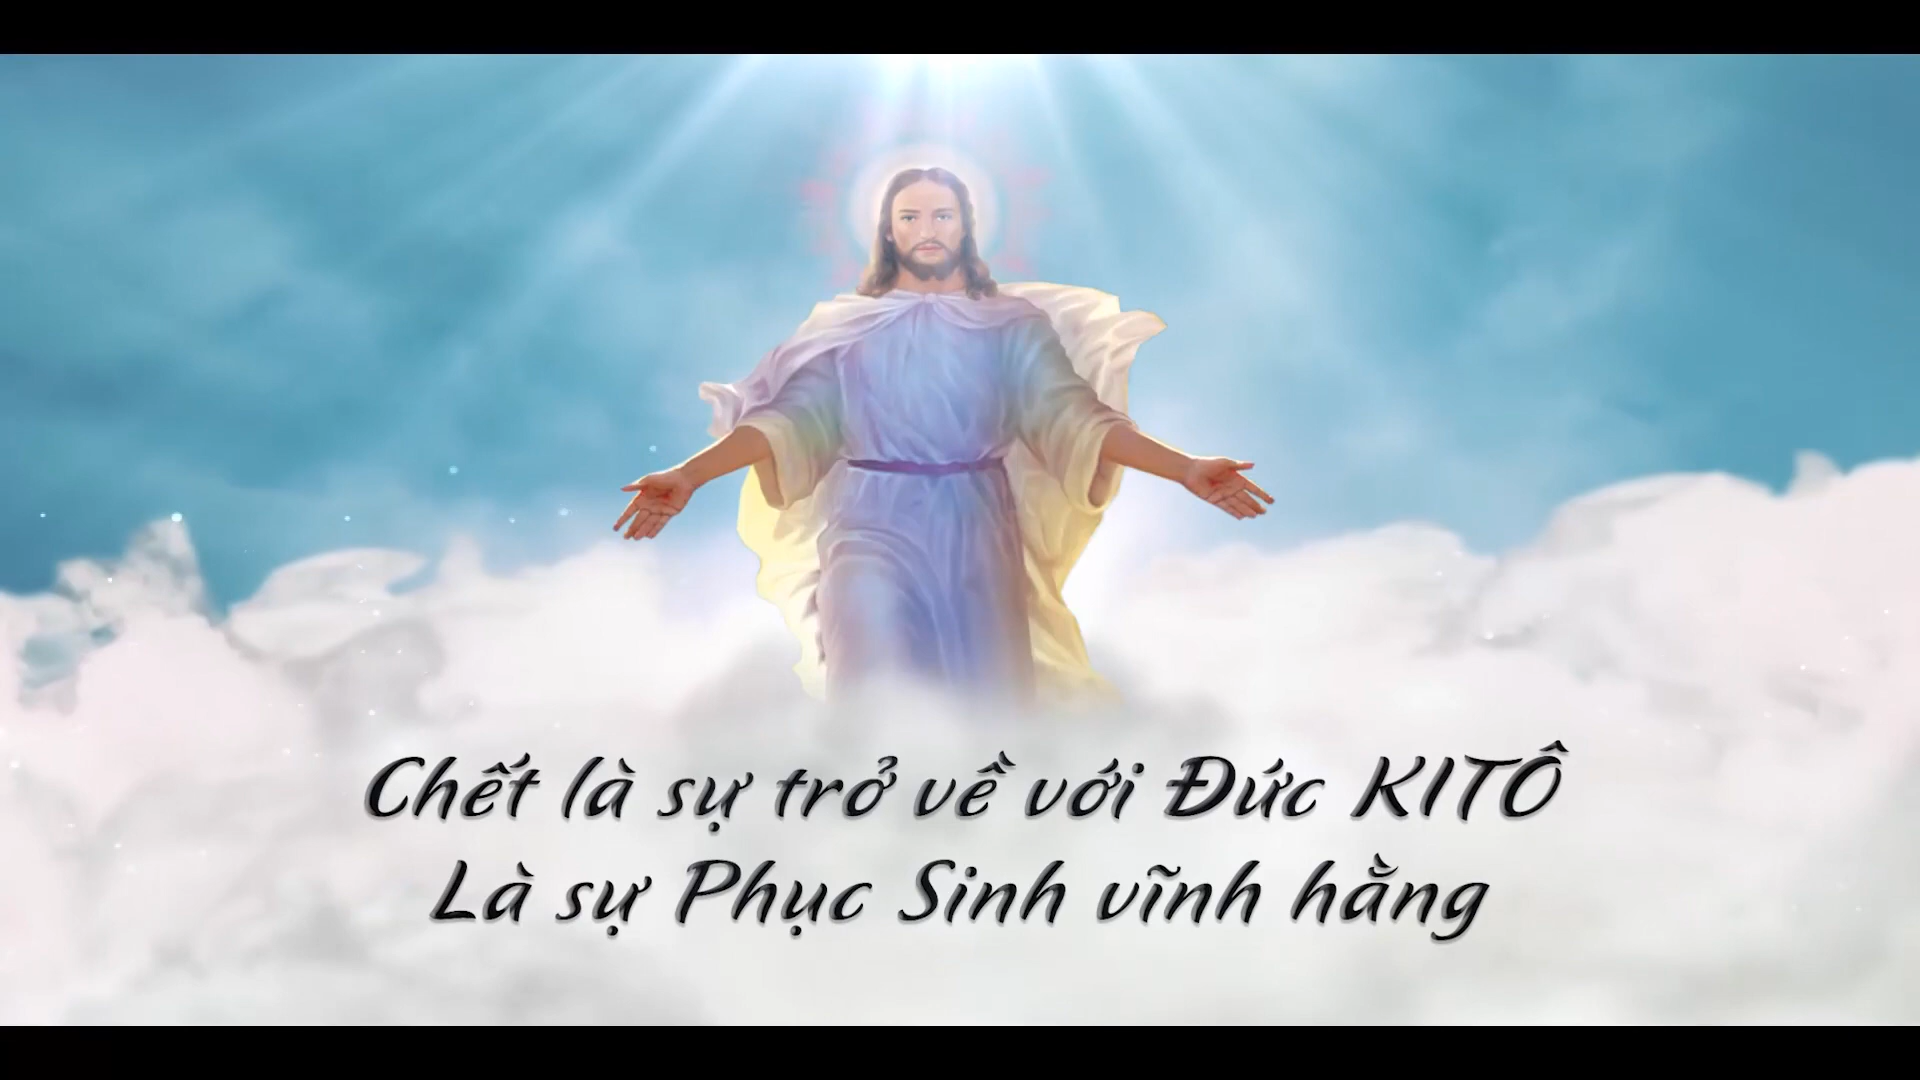 Chết là sự trở về với Đức KITÔ
Là sự Phục Sinh vĩnh hằng